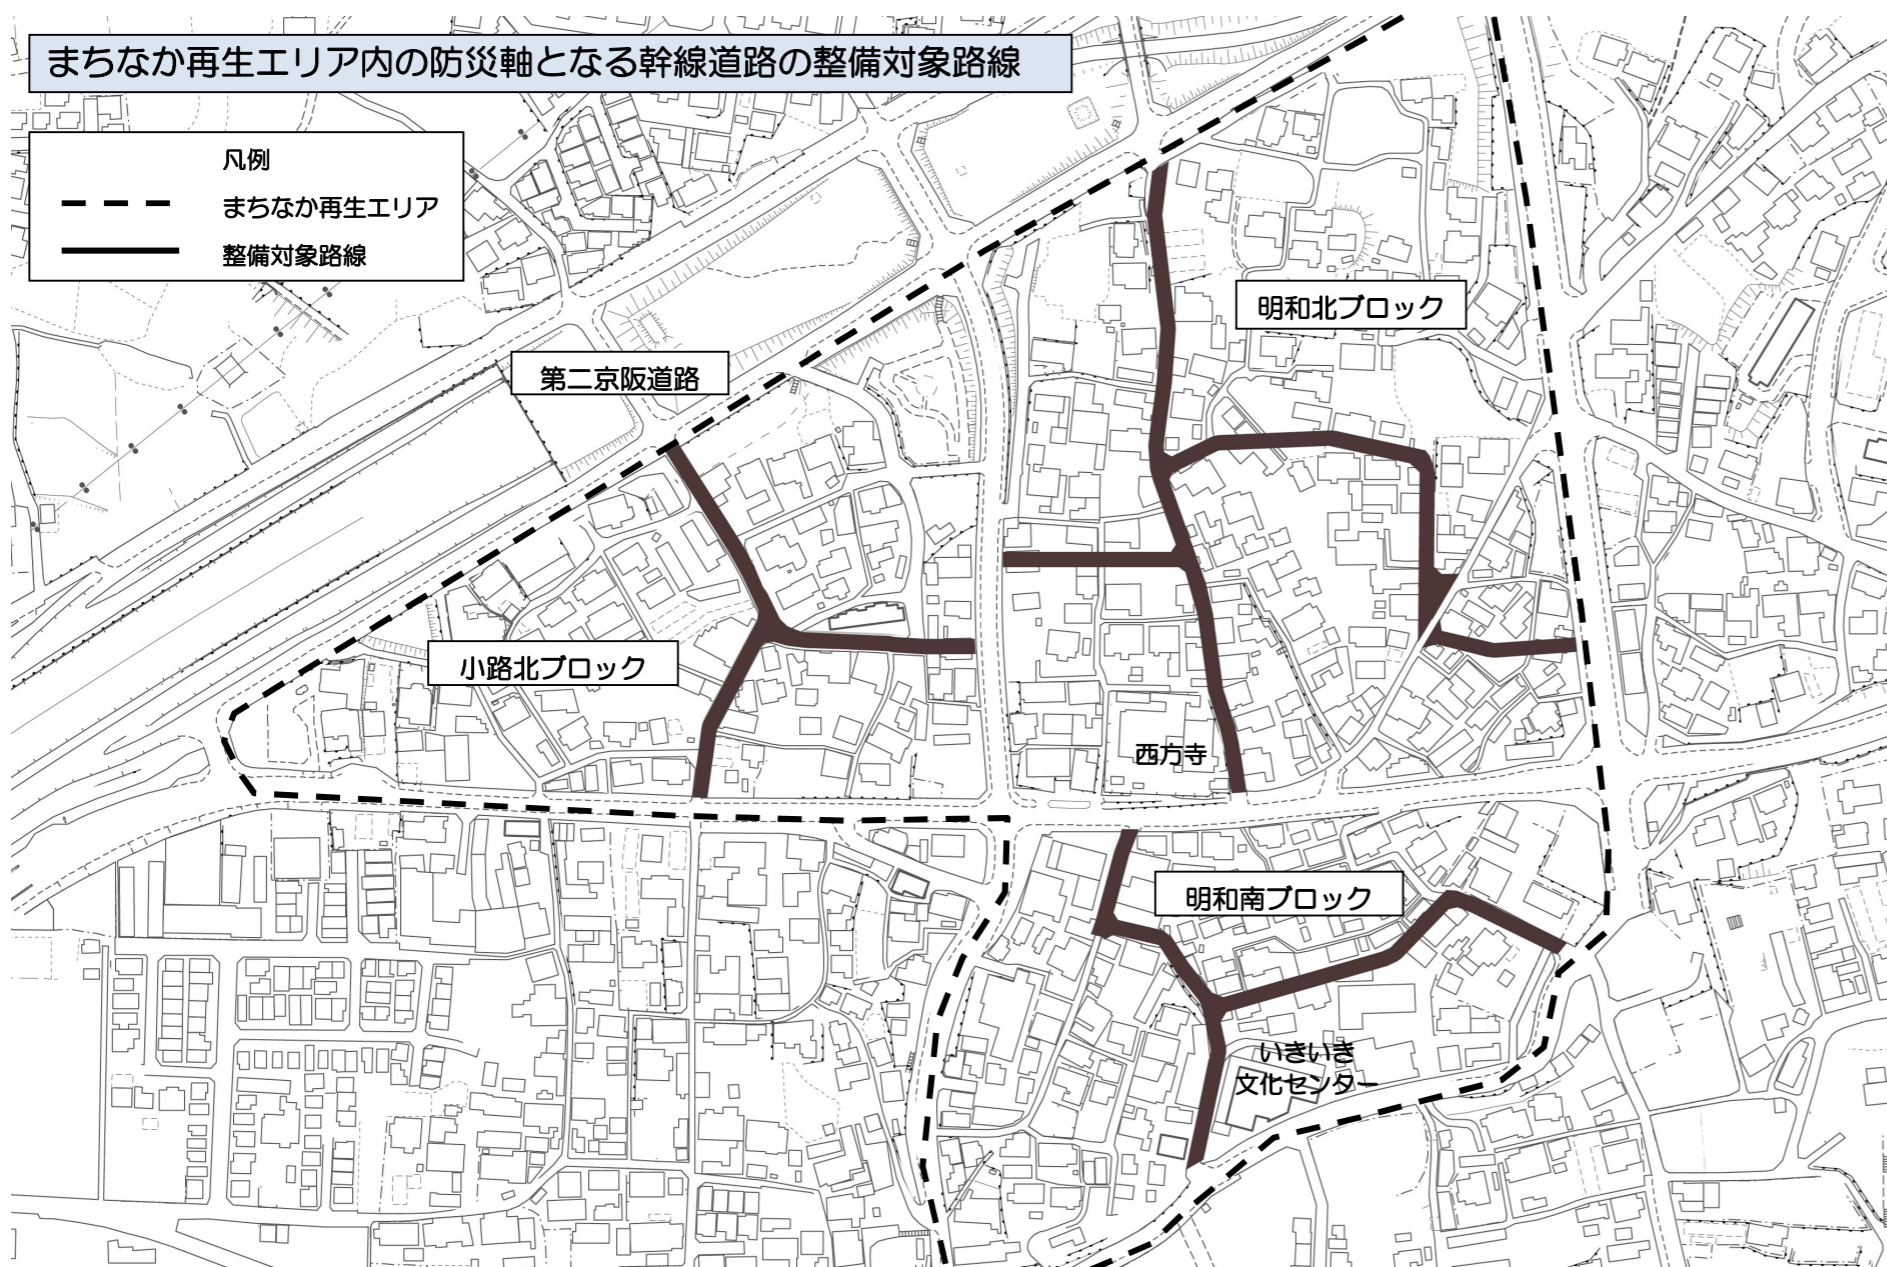 まちなか再生エリア内の防災軸となる幹線道路の整備対象路線
凡例
まちなか再生エリア
整備対象路線
明和北ブロック
第二京阪道路
小路北ブロック
西方寺
明和南ブロック
いきいき
文化センター